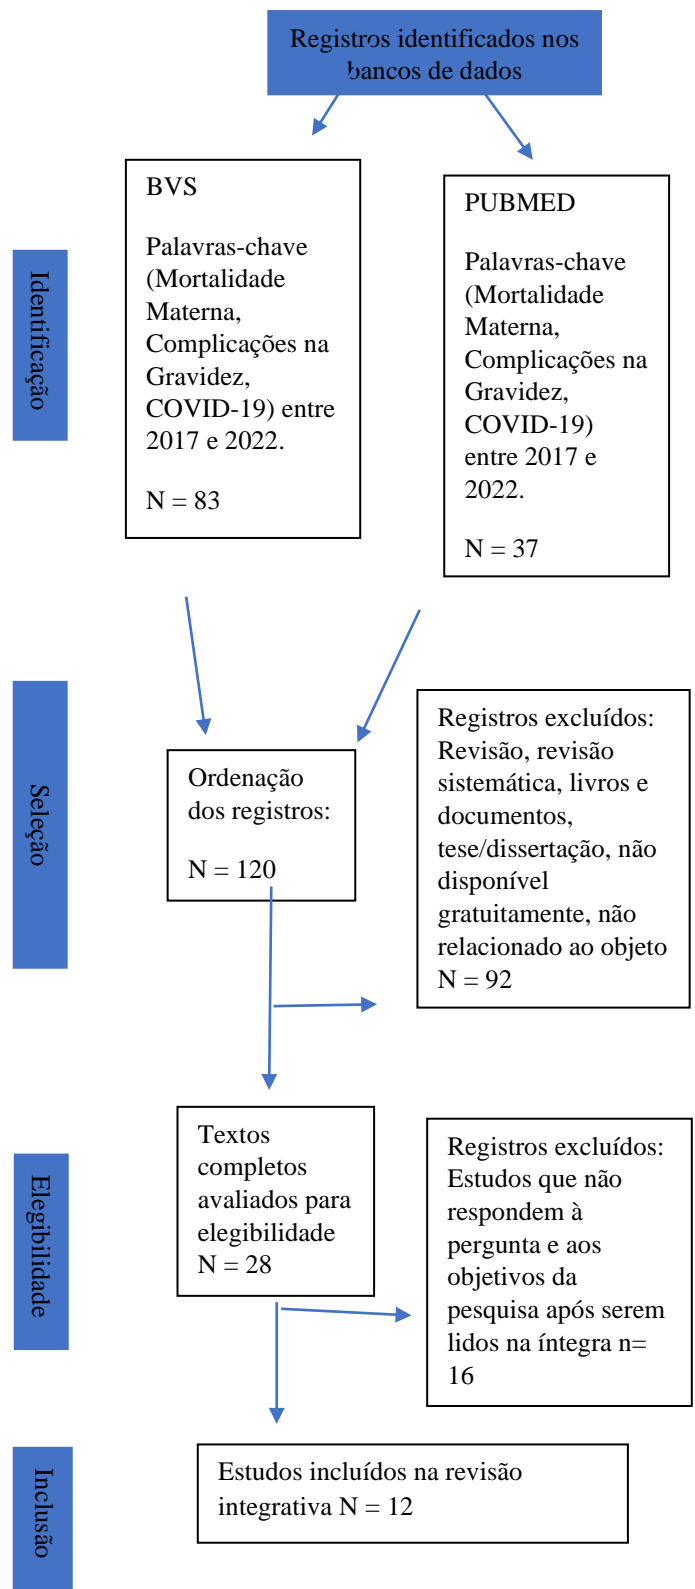 Registros identificados nos
bancos de dados
Identificação
BVS
Palavras-chave
(Mortalidade
Materna,
Complicações na
Gravidez,
COVID-19) entre
2017 e 2022.
N = 83
PUBMED
Palavras-chave
(Mortalidade
Materna,
Complicações na
Gravidez,
COVID-19)
entre 2017 e
2022.
N = 37
Seleção
Ordenação
dos registros:
N = 120
Registros excluídos:
Revisão, revisão
sistemática, livros e
documentos,
tese/dissertação, não
disponível
gratuitamente, não
relacionado ao objeto
N = 92
Elegibilidade
Textos
completos
avaliados para
elegibilidade
N = 28
Registros excluídos:
Estudos que não
respondem à
pergunta e aos
objetivos da
pesquisa após serem
lidos na íntegra n=
16
Inclusão
Estudos incluídos na revisão
integrativa N = 12